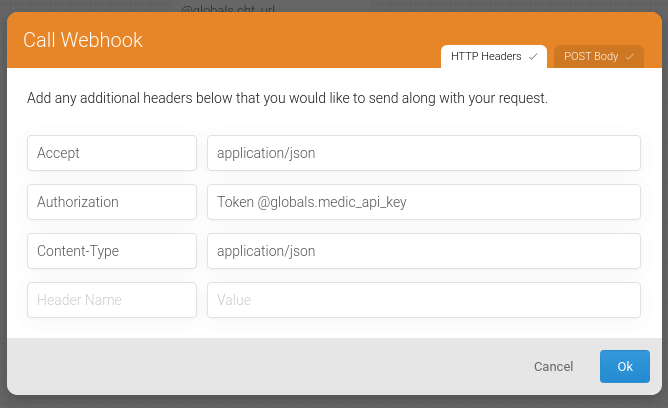 @globals.cht_url
Call Webhook
HTTP Headers ✓ POST Body ✓
Add any additional headers below that you would like to send along with your request.
Accept application/json
Authorization Token @globals.medic_api_key
Content-Type application/json
Header Name Value
Cancel Ok